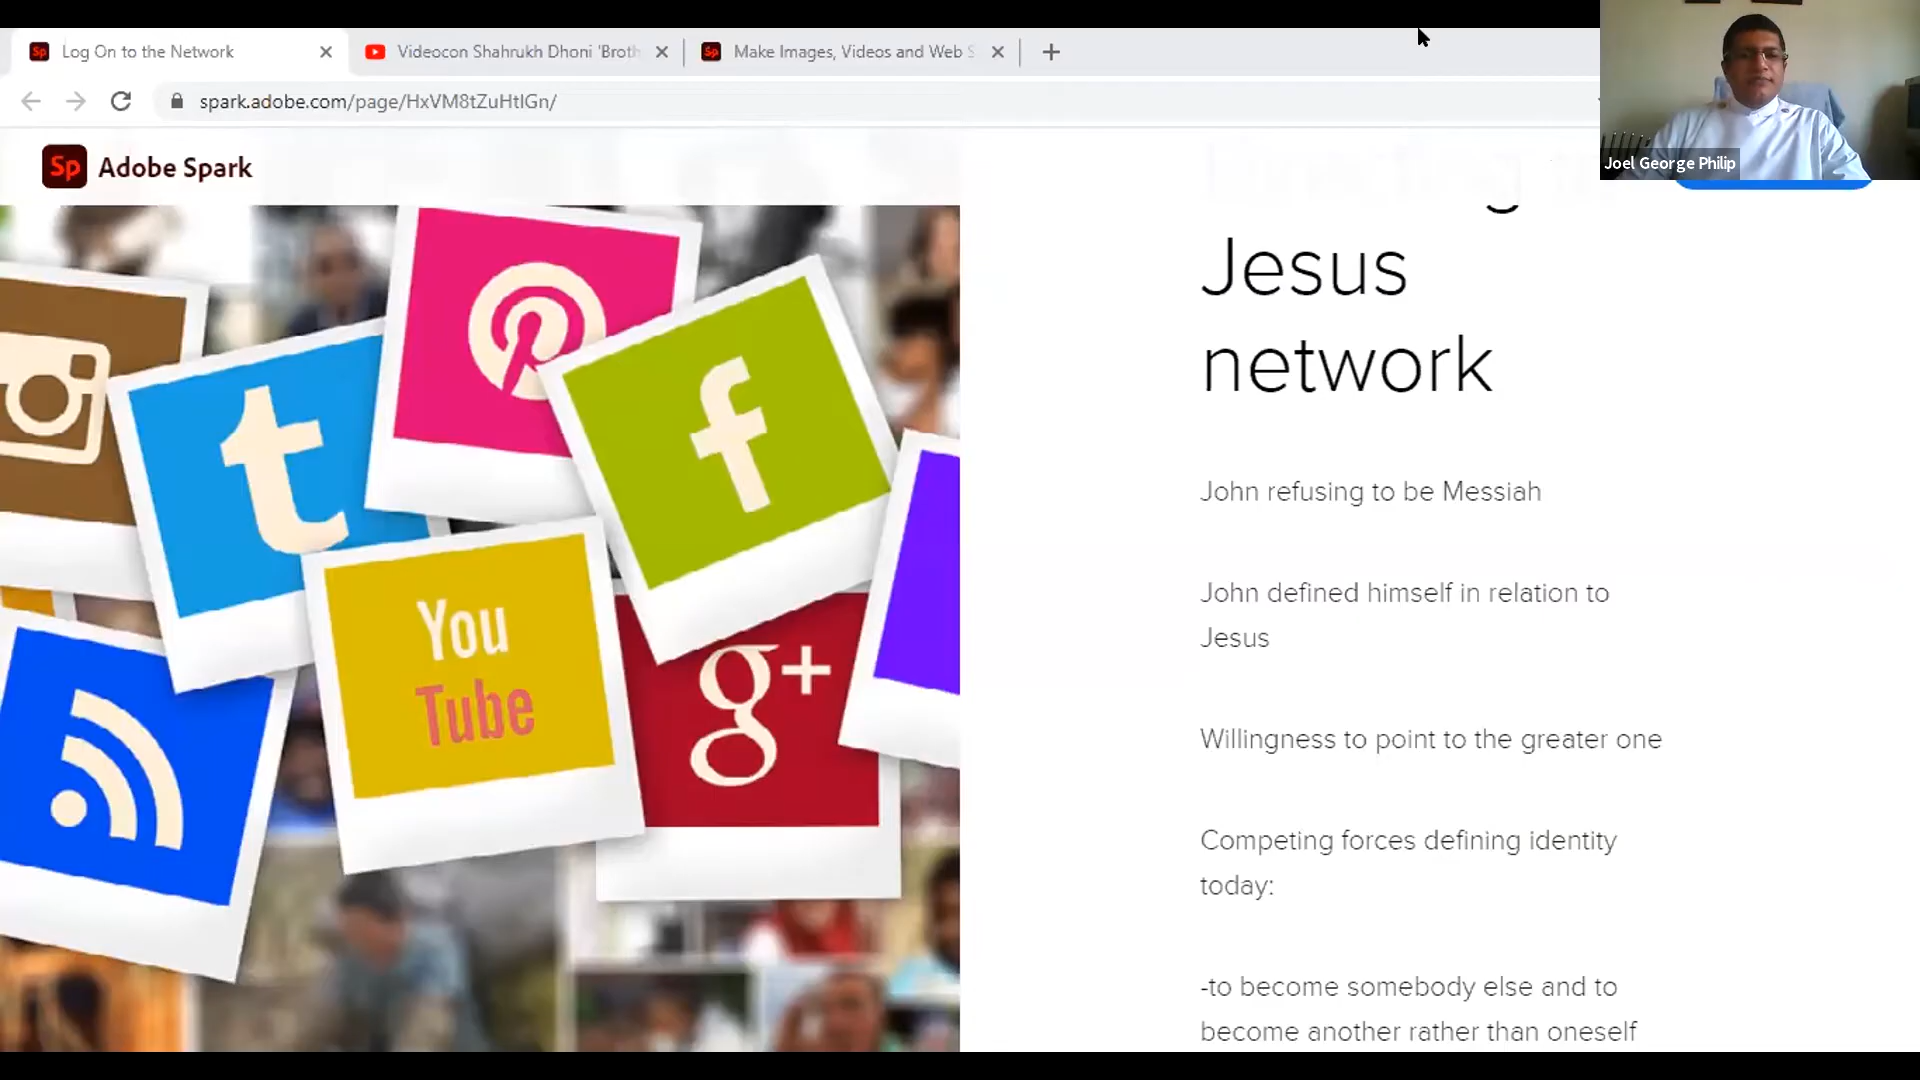 Log On to the Network
Videocon Shahrukh Dhoni 'Broth
Make Images, Videos and Web S
spark.adobe.com/page/HxVM8tZuHtIGn/
Sp Adobe Spark
Joel George Philip
Jesus
network
John refusing to be Messiah
John defined himself in relation to
Jesus
Willingness to point to the greater one
Competing forces defining identity
today:
-to become somebody else and to
become another rather than oneself
t
f
You
Tube
g+